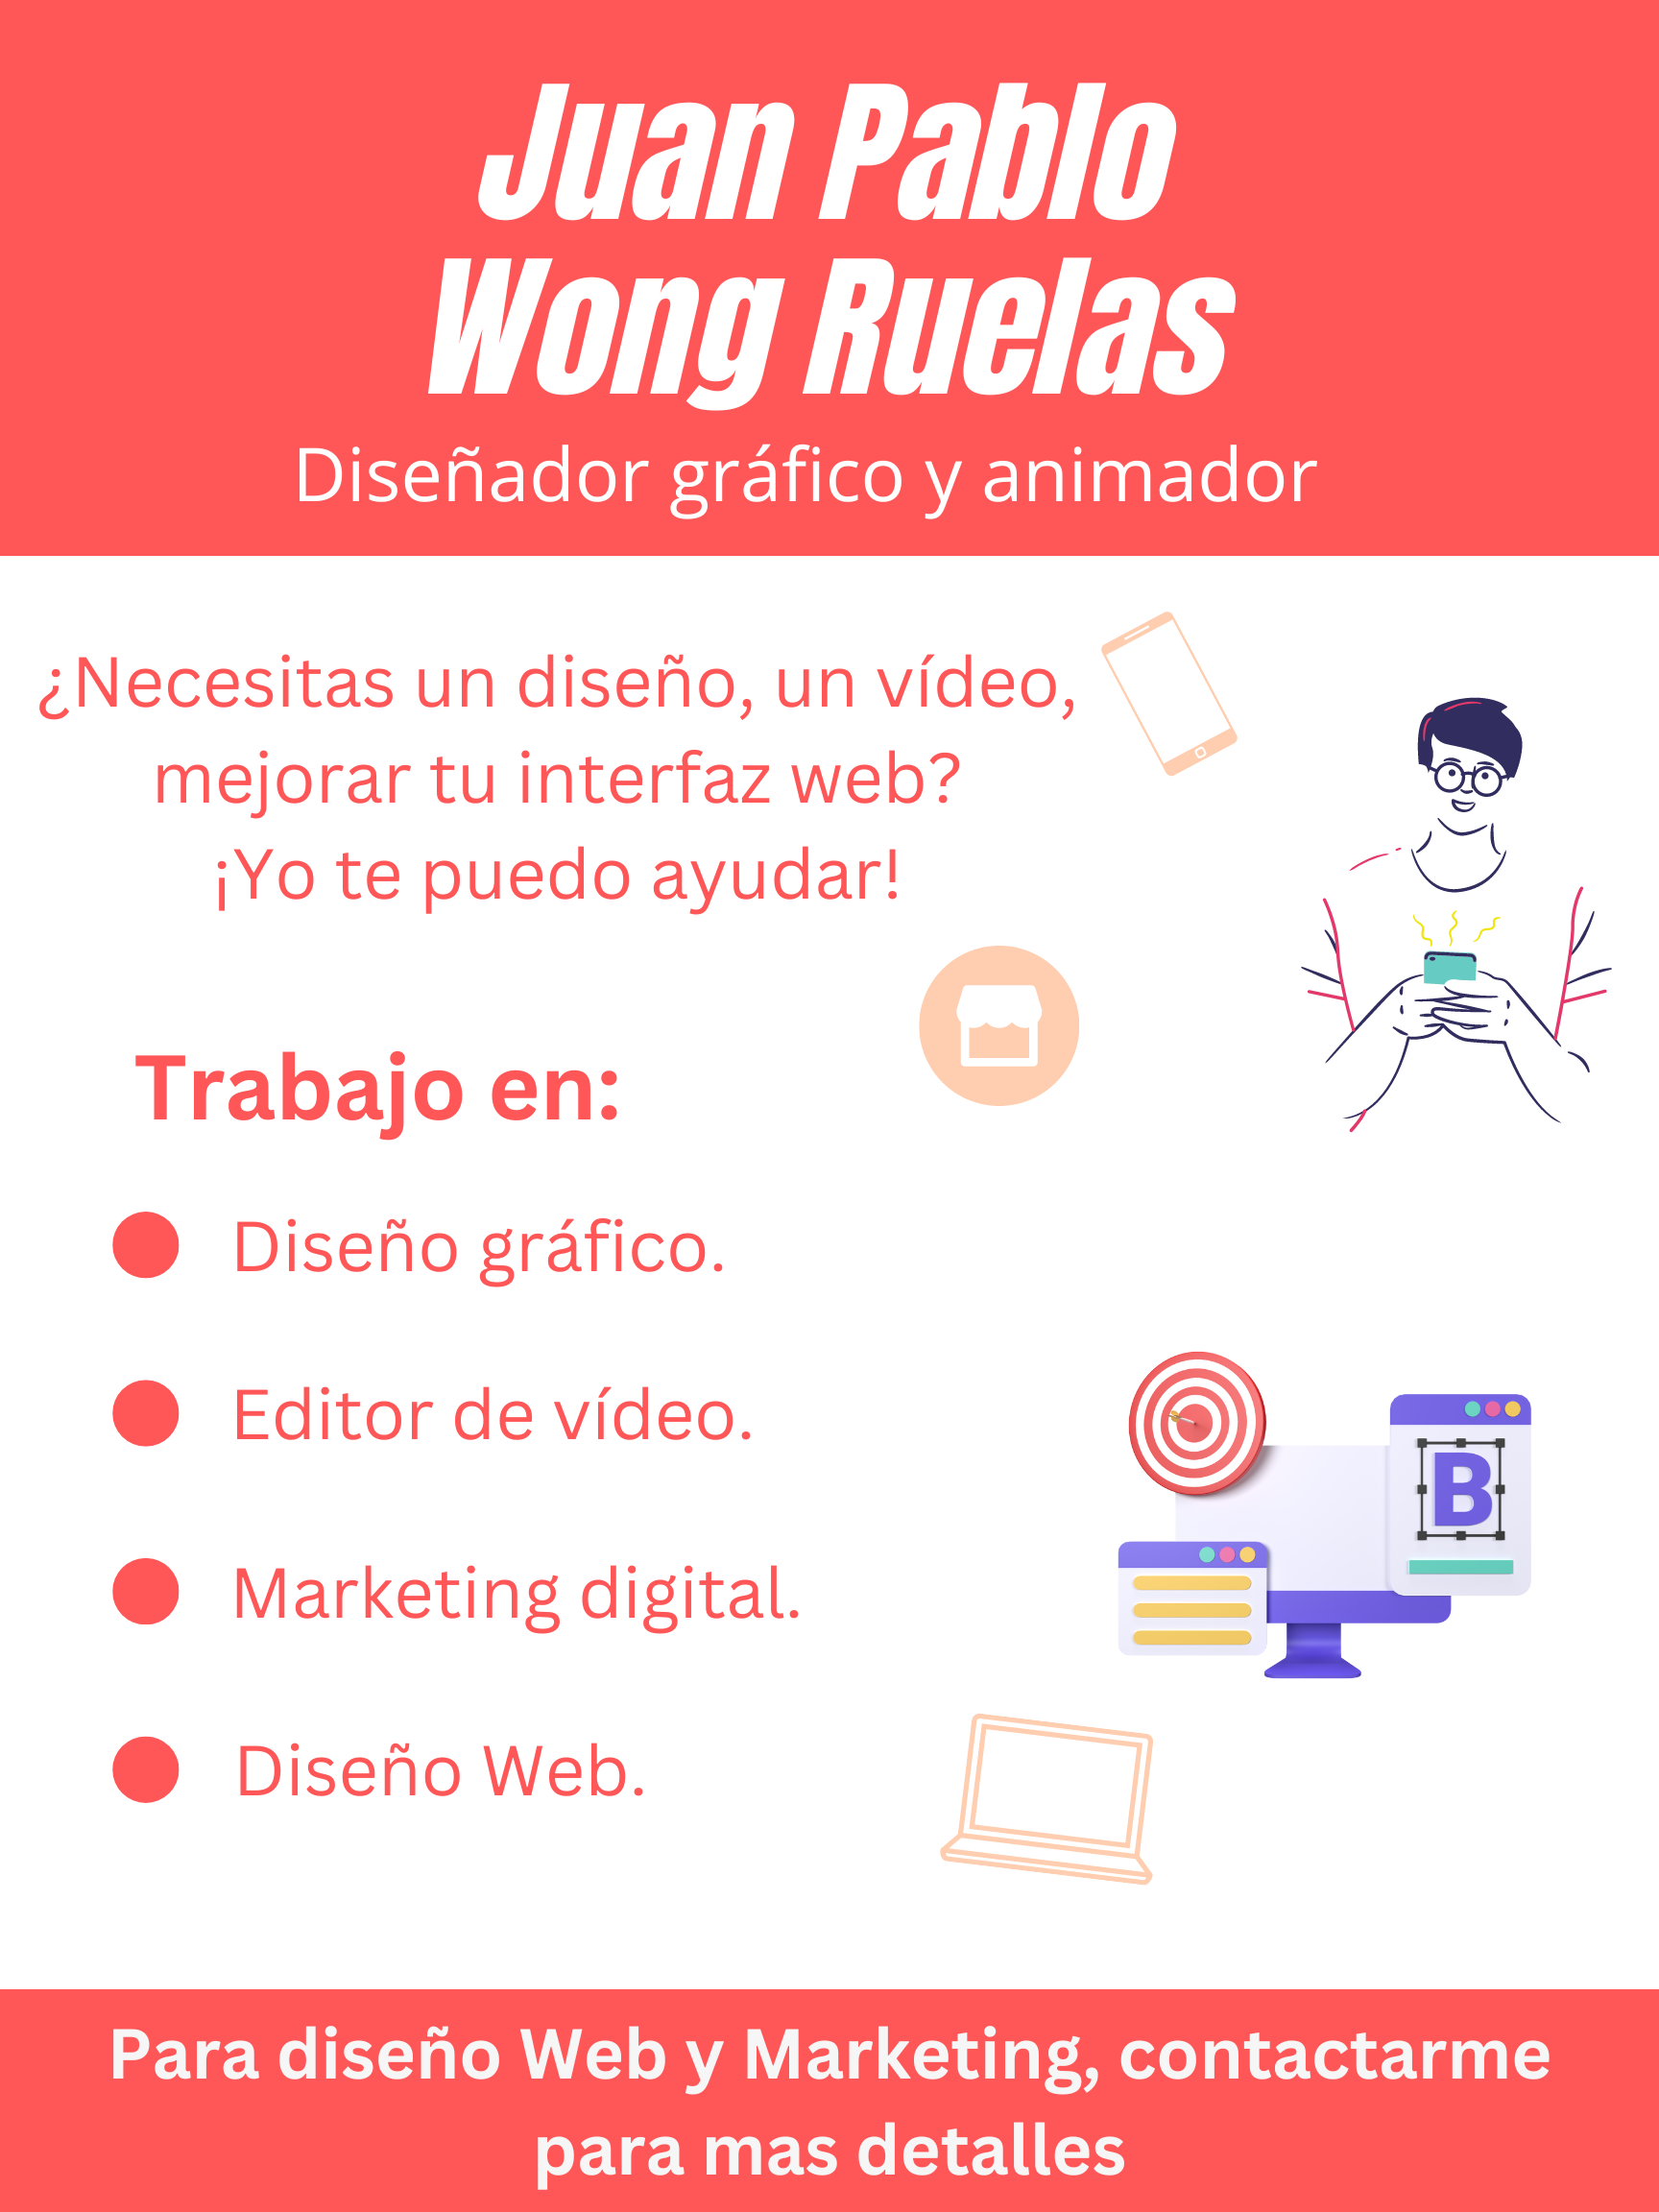 Juan Pablo
Wong Ruelas
Diseñador gráfico y animador
¿Necesitas un diseño, un vídeo,
mejorar tu interfaz web?
¡Yo te puedo ayudar!
Trabajo en:
Diseño gráfico.
Editor de vídeo.
B
Marketing digital.
Diseño Web.
Para diseño Web y Marketing, contactarme
para mas detalles